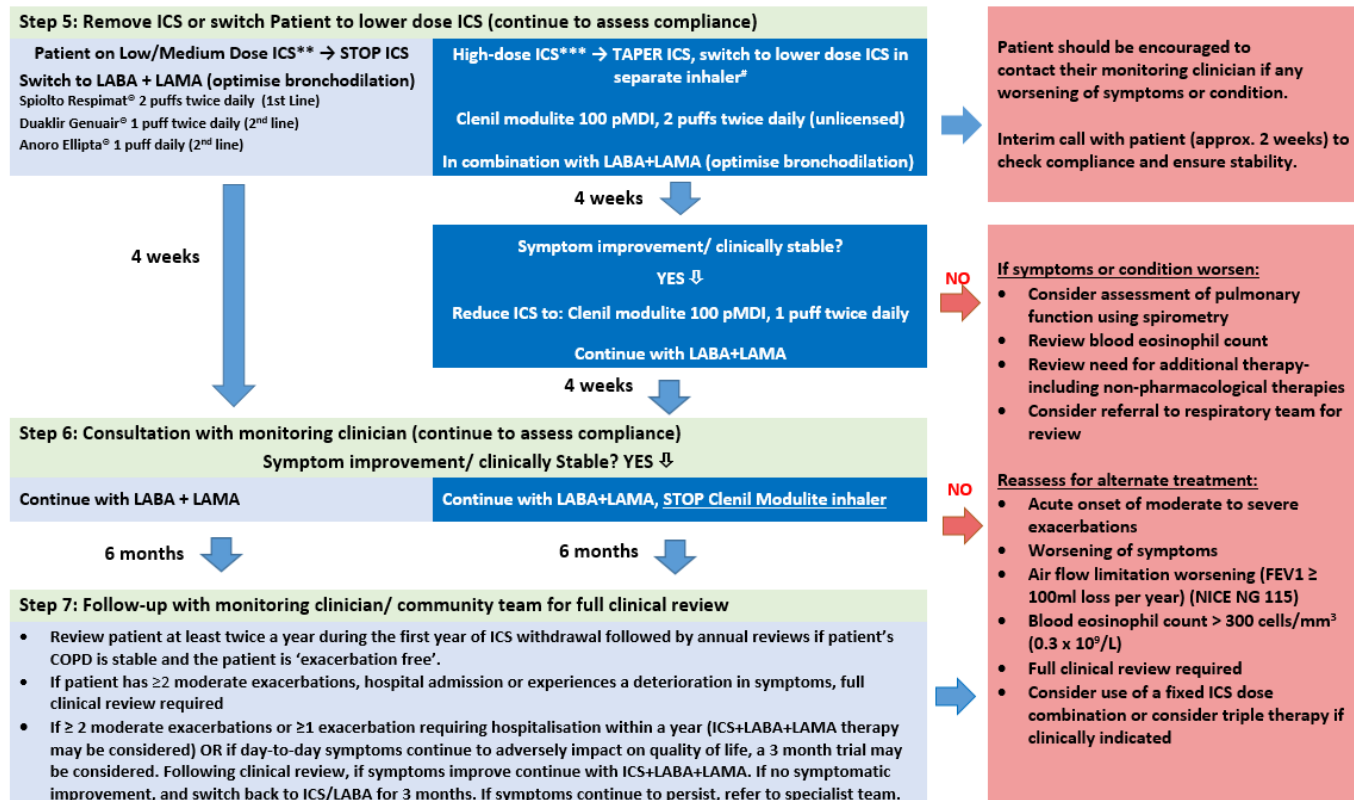 Step 5: Remove ICS or switch Patient to lower dose ICS (continue to assess compliance)
Patient on Low/Medium Dose ICS** → STOP ICS
Switch to LABA + LAMA (optimise bronchodilation)
Spiolto Respimat® 2 puffs twice daily (1st Line)
Duaklir Genuair® 1 puff twice daily (2nd line)
Anoro Ellipta® 1 puff daily (2nd line)
High-dose ICS*** → TAPER ICS, switch to lower dose ICS in
separate inhaler#
Clenil modulite 100 pMDI, 2 puffs twice daily (unlicensed)
In combination with LABA+LAMA (optimise bronchodilation)
Patient should be encouraged to
contact their monitoring clinician if any
worsening of symptoms or condition.
Interim call with patient (approx. 2 weeks) to
check compliance and ensure stability.
4 weeks
4 weeks
Symptom improvement/ clinically stable?
YES ⇩
Reduce ICS to: Clenil modulite 100 pMDI, 1 puff twice daily
Continue with LABA+LAMA
NO
4 weeks
If symptoms or condition worsen:
• Consider assessment of pulmonary
function using spirometry
• Review blood eosinophil count
• Review need for additional therapy-
including non-pharmacological therapies
• Consider referral to respiratory team for
review
Step 6: Consultation with monitoring clinician (continue to assess compliance)
Symptom improvement/ clinically Stable? YES ⇩
Continue with LABA + LAMA
Continue with LABA+LAMA, STOP Clenil Modulite inhaler
NO
6 months
6 months
Reassess for alternate treatment:
• Acute onset of moderate to severe
exacerbations
• Worsening of symptoms
• Air flow limitation worsening (FEV1 ≥
100ml loss per year) (NICE NG 115)
• Blood eosinophil count > 300 cells/mm³
(0.3 x 10⁹/L)
• Full clinical review required
• Consider use of a fixed ICS dose
combination or consider triple therapy if
clinically indicated
Step 7: Follow-up with monitoring clinician/ community team for full clinical review
• Review patient at least twice a year during the first year of ICS withdrawal followed by annual reviews if patient's
COPD is stable and the patient is 'exacerbation free'.
• If patient has ≥2 moderate exacerbations, hospital admission or experiences a deterioration in symptoms, full
clinical review required
• If ≥ 2 moderate exacerbations or ≥1 exacerbation requiring hospitalisation within a year (ICS+LABA+LAMA therapy
may be considered) OR if day-to-day symptoms continue to adversely impact on quality of life, a 3 month trial may
be considered. Following clinical review, if symptoms improve continue with ICS+LABA+LAMA. If no symptomatic
improvement, and switch back to ICS/LABA for 3 months. If symptoms continue to persist, refer to specialist team.